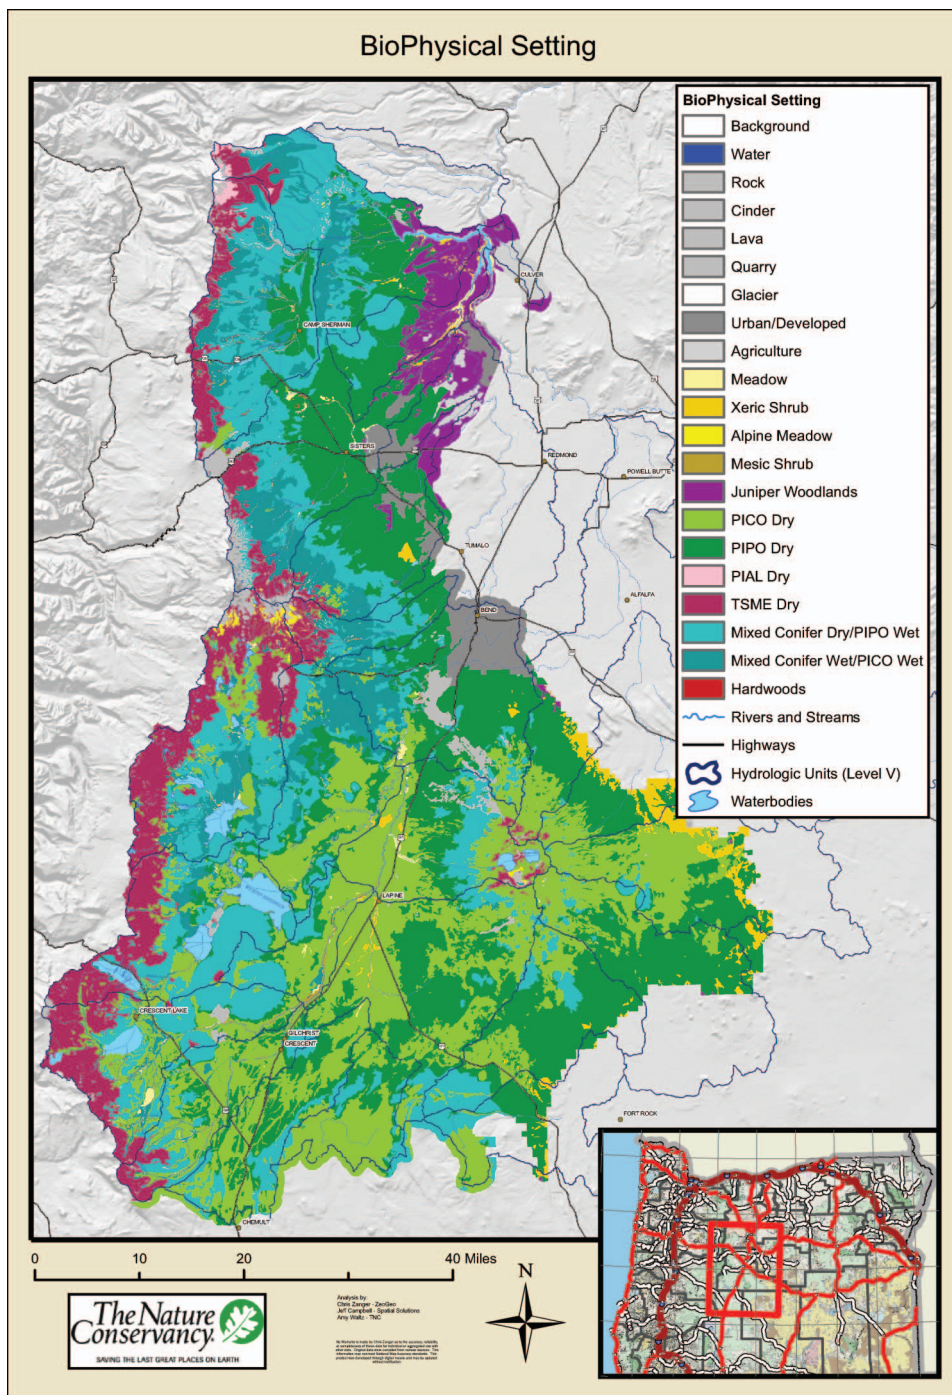 BioPhysical Setting
BioPhysical Setting
Background
Water
Rock
Cinder
Lava
Quarry
Glacier
Urban/Developed
Agriculture
Meadow
Xeric Shrub
Alpine Meadow
Mesic Shrub
Juniper Woodlands
PICO Dry
PIPO Dry
PIAL Dry
TSME Dry
Mixed Conifer Dry/PIPO Wet
Mixed Conifer Wet/PICO Wet
Hardwoods
Rivers and Streams
Highways
Hydrologic Units (Level V)
Waterbodies
CULVER
CAMP SHERMAN
SISTERS
REDMOND
POWELL BUTTE
TUMALO
ALFALFA
BEND
LAPINE
CRESCENT LAKE
GILCHRIST
CRESCENT
FORT ROCK
CHEMULT
0 10 20 40 Miles
N
The Nature
Conservancy
SAVING THE LAST GREAT PLACES ON EARTH
Analysis by:
Chris Zanger - ZeoGeo
Jeff Campbell - Spatial Solutions
Amy Waltz - TNC